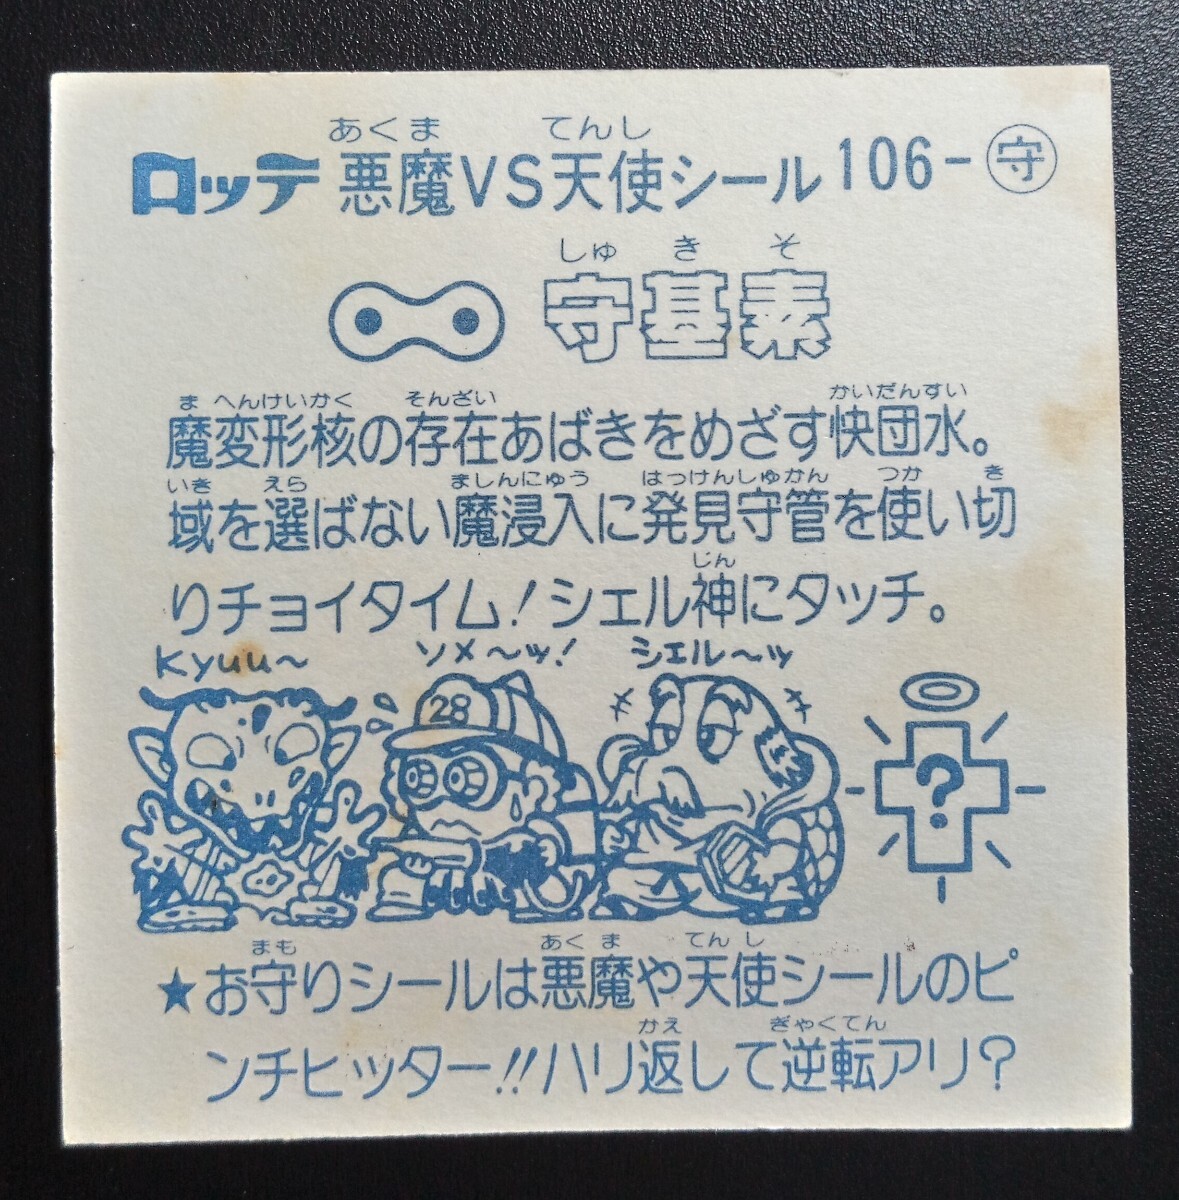 あくま てんし
ロッテ 悪魔VS天使シール 106-守
しゅ き そ
守基素
ま へんけいかく そんざい かいだんすい
魔変形核の存在あばきをめざす快団水。
いき えら ましんにゅう はっけんしゅかん つか き
域を選ばない魔浸入に発見守管を使い切
じん
りチョイタイム!シェル神にタッチ。
Kyuu〜 ソメ〜ッ! シェル〜ッ
28
?
まも あく ま てん し
★お守りシールは悪魔や天使シールのピ
かえ ぎゃくてん
ンチヒッター!!ハリ返して逆転アリ?